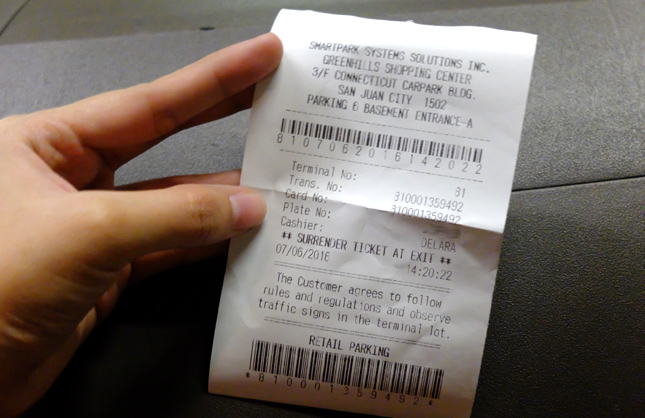 SMARTPARK SYSTEMS SOLUTIONS INC.
GREENHILLS SHOPPING CENTER
3/F CONNECTICUT CARPARK BLDG.
SAN JUAN CITY 1502
PARKING 6 BASEMENT ENTRANCE-A
8107062016142022
Terminal No: 81
Trans. No: 810001359492
Card No: 810001359492
Plate No:
Cashier: DELARA
** SURRENDER TICKET AT EXIT **
07/06/2016 14:20:22
The Customer agrees to follow
rules and regulations and observe
traffic signs in the terminal lot.
RETAIL PARKING
*810001359492*